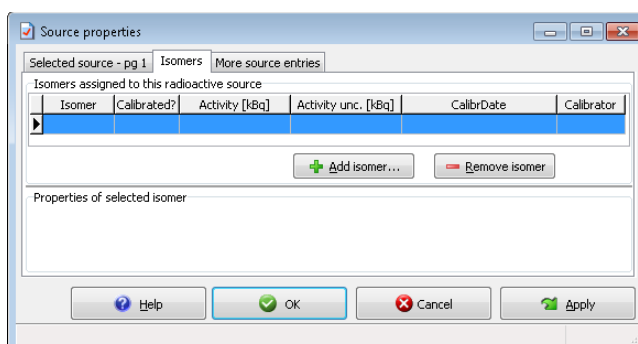 Source properties
Selected source - pg 1 Isomers More source entries
Isomers assigned to this radioactive source
Isomer Calibrated? Activity [kBq] Activity unc. [kBq] CalibrDate Calibrator
Add isomer... Remove isomer
Properties of selected isomer
Help OK Cancel Apply